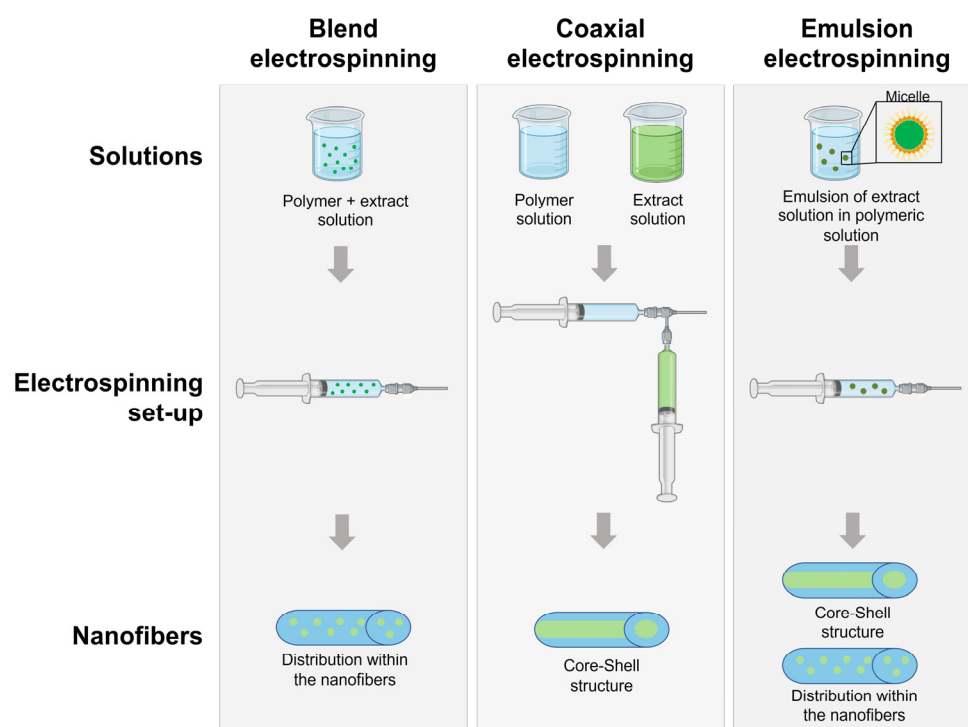 Blend
electrospinning
Coaxial
electrospinning
Emulsion
electrospinning
Solutions
Polymer + extract
solution
Polymer
solution
Extract
solution
Micelle
Emulsion of extract
solution in polymeric
solution
Electrospinning
set-up
Nanofibers
Distribution within
the nanofibers
Core-Shell
structure
Core-Shell
structure
Distribution within
the nanofibers